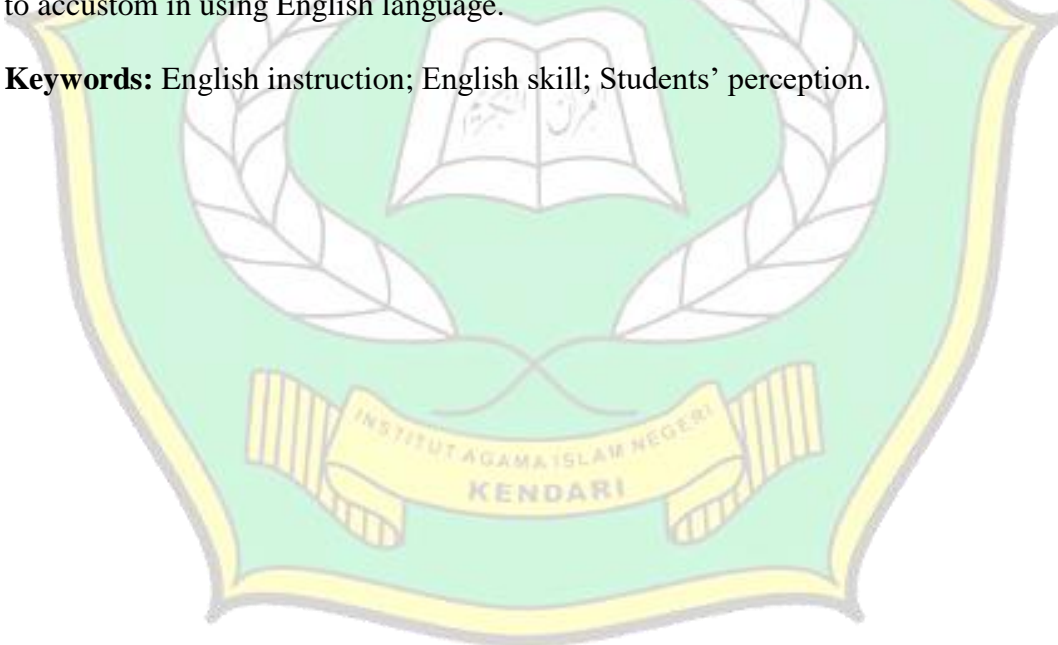 to accustom in using English language.
Keywords: English instruction; English skill; Students’ perception.
INSTITUT AGAMA ISLAM NEGERI
KENDARI